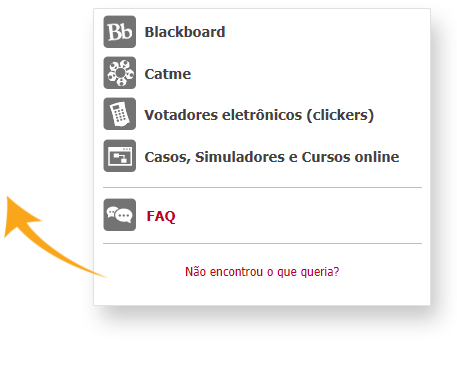 Bb Blackboard
Catme
Votadores eletrônicos (clickers)
Casos, Simuladores e Cursos online
FAQ
Não encontrou o que queria?